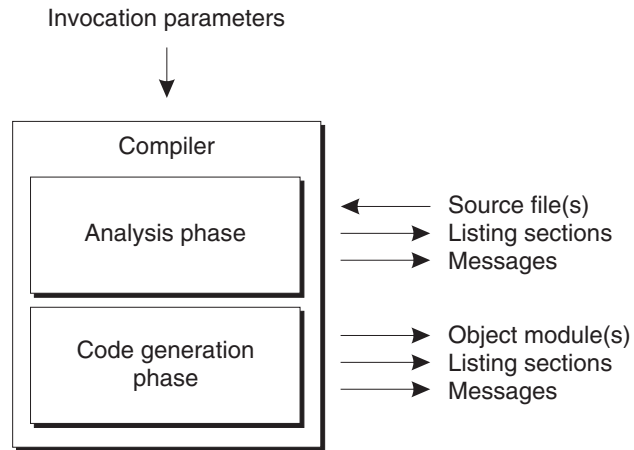 Invocation parameters
Compiler
Analysis phase
Source file(s)
Listing sections
Messages
Code generation
phase
Object module(s)
Listing sections
Messages